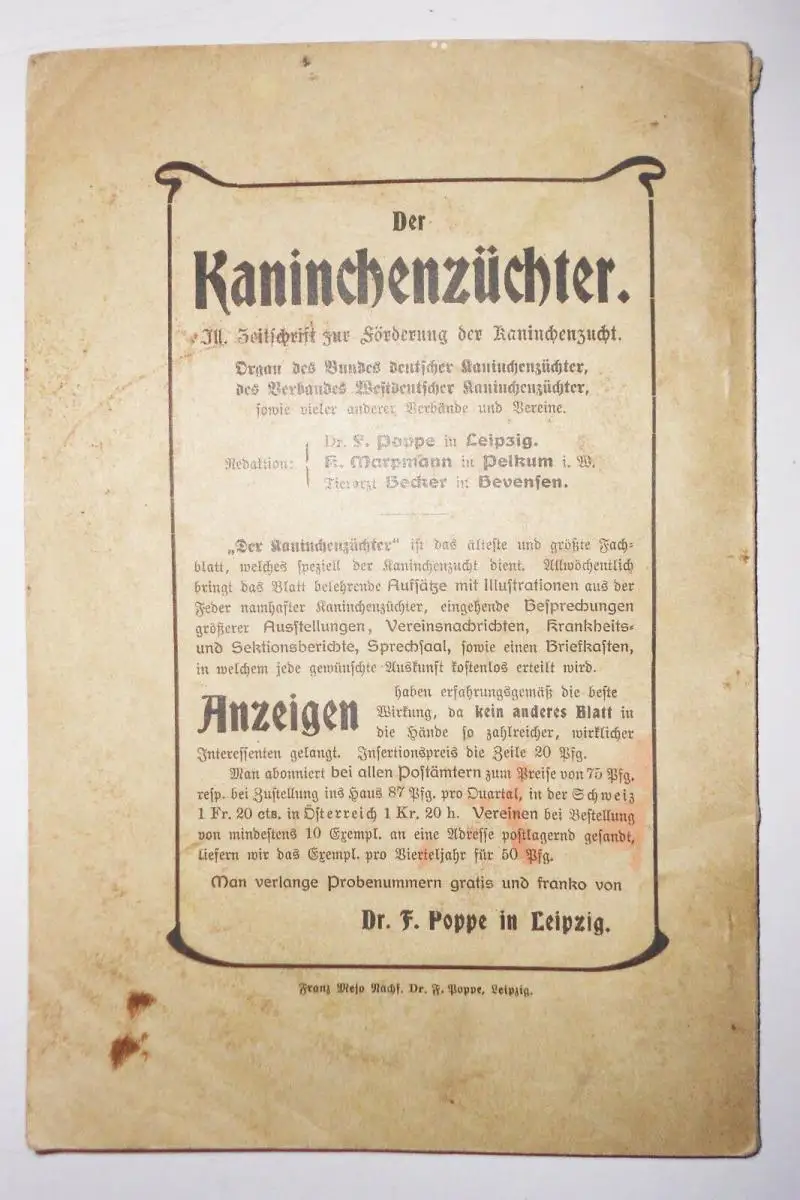 Der
Kaninchenzüchter.
Ill. Zeitschrift zur Förderung der Kaninchenzucht.
Organ des Bundes deutscher Kaninchenzüchter,
des Verbandes Westdeutscher Kaninchenzüchter,
sowie vieler anderer Verbände und Vereine.
Dr. F. Poppe in Leipzig.
Redaktion: K. Marpmann in Pelkum i. W.
Tierarzt Becker in Bevensen.
„Der Kaninchenzüchter“ ist das älteste und größte Fach-
blatt, welches speziell der Kaninchenzucht dient. Allwöchentlich
bringt das Blatt belehrende Aufsätze mit Illustrationen aus der
Feder namhafter Kaninchenzüchter, eingehende Besprechungen
größerer Ausstellungen, Vereinsnachrichten, Krankheits-
und Sektionsberichte, Sprechsaal, sowie einen Briefkasten,
in welchem jede gewünschte Auskunft kostenlos erteilt wird.
Anzeigen haben erfahrungsgemäß die beste
Wirkung, da kein anderes Blatt in
die Hände so zahlreicher, wirklicher
Interessenten gelangt. Insertionspreis die Zeile 20 Pfg.
Man abonniert bei allen Postämtern zum Preise von 75 Pfg.
resp. bei Zustellung ins Haus 87 Pfg. pro Quartal, in der Schweiz
1 Fr. 20 cts. in Österreich 1 Kr. 20 h. Vereinen bei Bestellung
von mindestens 10 Exempl. an eine Adresse postlagernd gesandt,
liefern wir das Exempl. pro Vierteljahr für 50 Pfg.
Man verlange Probenummern gratis und franko von
Dr. F. Poppe in Leipzig.
Franz Mejo Nachf. Dr. F. Poppe, Leipzig.